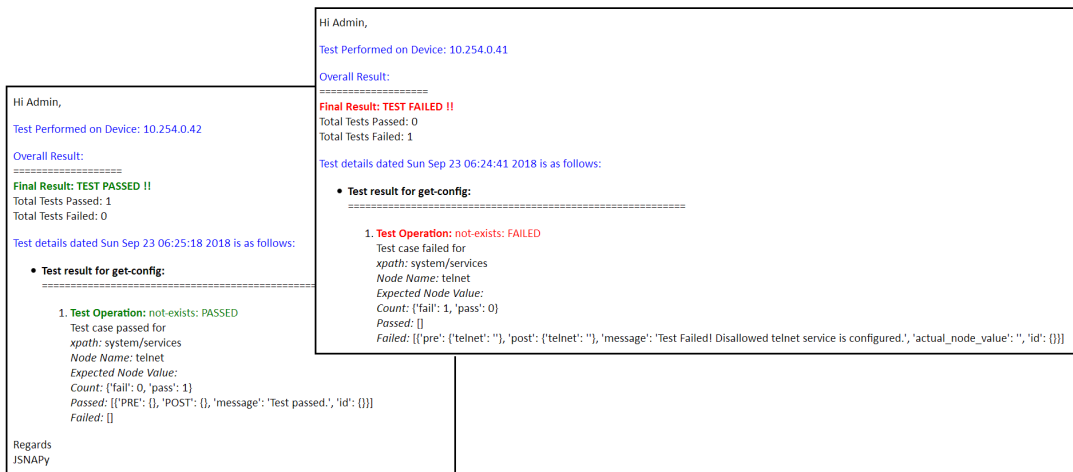 Hi Admin,
Test Performed on Device: 10.254.0.42
Overall Result:
===================
Final Result: TEST PASSED !!
Total Tests Passed: 1
Total Tests Failed: 0
Test details dated Sun Sep 23 06:25:18 2018 is as follows:
• Test result for get-config:
================================================
1. Test Operation: not-exists: PASSED
Test case passed for
xpath: system/services
Node Name: telnet
Expected Node Value:
Count: {'fail': 0, 'pass': 1}
Passed: [{'PRE': {}, 'POST': {}, 'message': 'Test passed.', 'id': {}}]
Failed: []
Regards
JSNAPy
Hi Admin,
Test Performed on Device: 10.254.0.41
Overall Result:
===================
Final Result: TEST FAILED !!
Total Tests Passed: 0
Total Tests Failed: 1
Test details dated Sun Sep 23 06:24:41 2018 is as follows:
• Test result for get-config:
===========================================================
1. Test Operation: not-exists: FAILED
Test case failed for
xpath: system/services
Node Name: telnet
Expected Node Value:
Count: {'fail': 1, 'pass': 0}
Passed: []
Failed: [{'pre': {'telnet': ''}, 'post': {'telnet': ''}, 'message': 'Test Failed! Disallowed telnet service is configured.', 'actual_node_value': '', 'id': {}}]